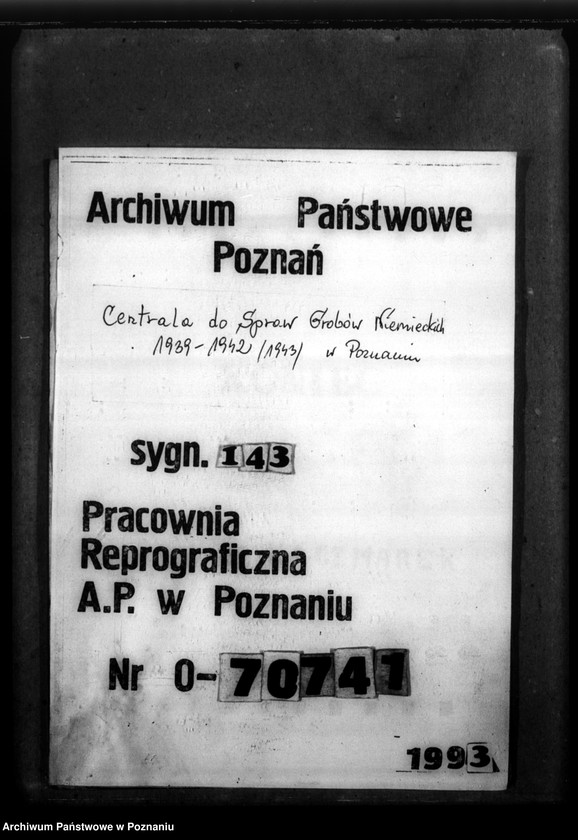 Archiwum Państwowe
Poznań
Centrala do Spraw Grobów Niemieckich
1939-1942 /1943/ w Poznaniu
sygn. 143
Pracownia
Reprograficzna
A.P. w Poznaniu
Nr O-70741
1993
Archiwum Państwowe w Poznaniu